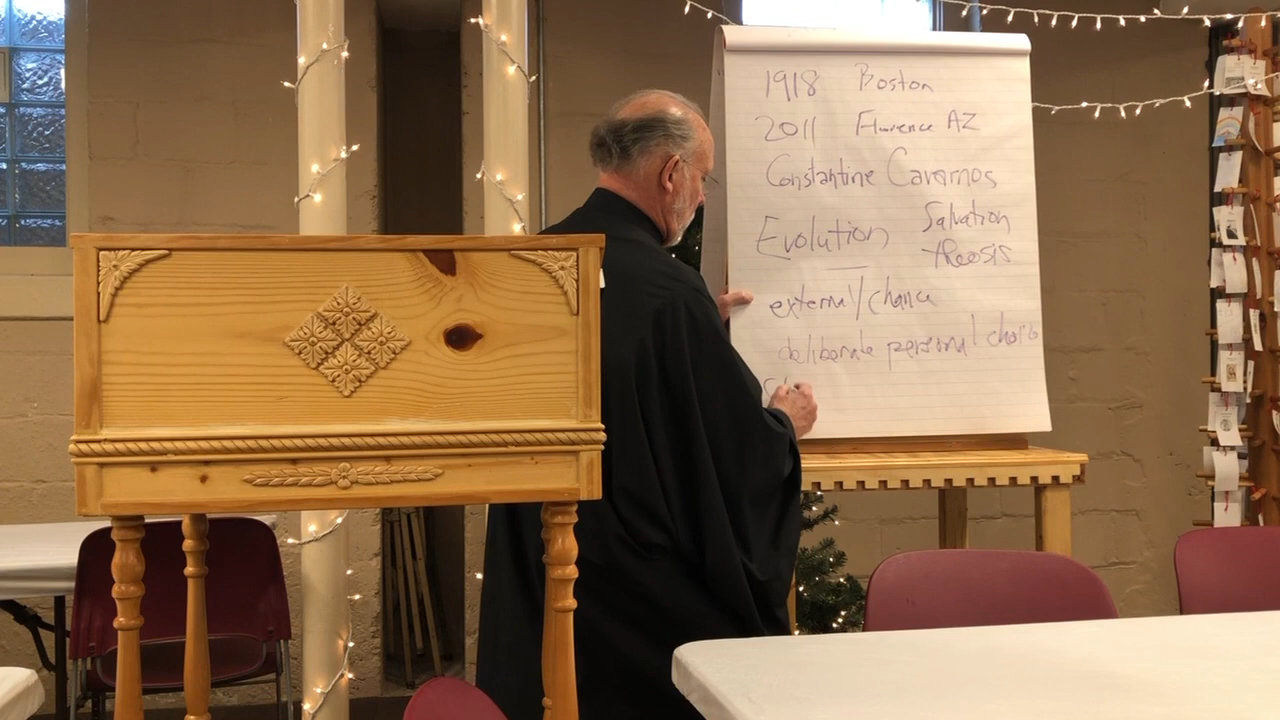 1918 Boston
2011 Florence AZ
Constantine Cavarnos
Evolution Salvation
theosis
external/chance
deliberate personal choice